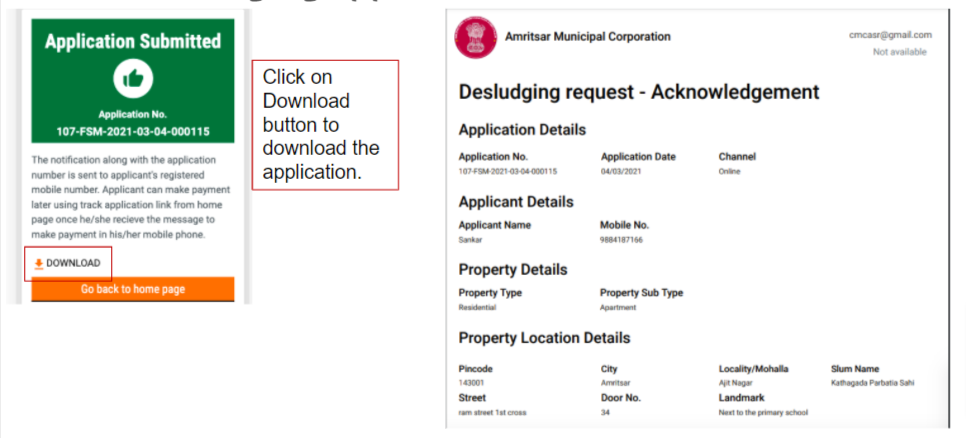 Application Submitted
Application No.
107-FSM-2021-03-04-000115
The notification along with the application
number is sent to applicant's registered
mobile number. Applicant can make payment
later using track application link from home
page once he/she recieve the message to
make payment in his/her mobile phone.
DOWNLOAD
Go back to home page
Click on
Download
button to
download the
application.
Amritsar Municipal Corporation
cmcasr@gmail.com
Not available
Desludging request - Acknowledgement
Application Details
Application No. Application Date Channel
107-FSM-2021-03-04-000115 04/03/2021 Online
Applicant Details
Applicant Name Mobile No.
Sankar 9884187166
Property Details
Property Type Property Sub Type
Residential Apartment
Property Location Details
Pincode City Locality/Mohalla Slum Name
143001 Amritsar Ajit Nagar Kathagada Parbatia Sahi
Street Door No. Landmark
ram street 1st cross 34 Next to the primary school